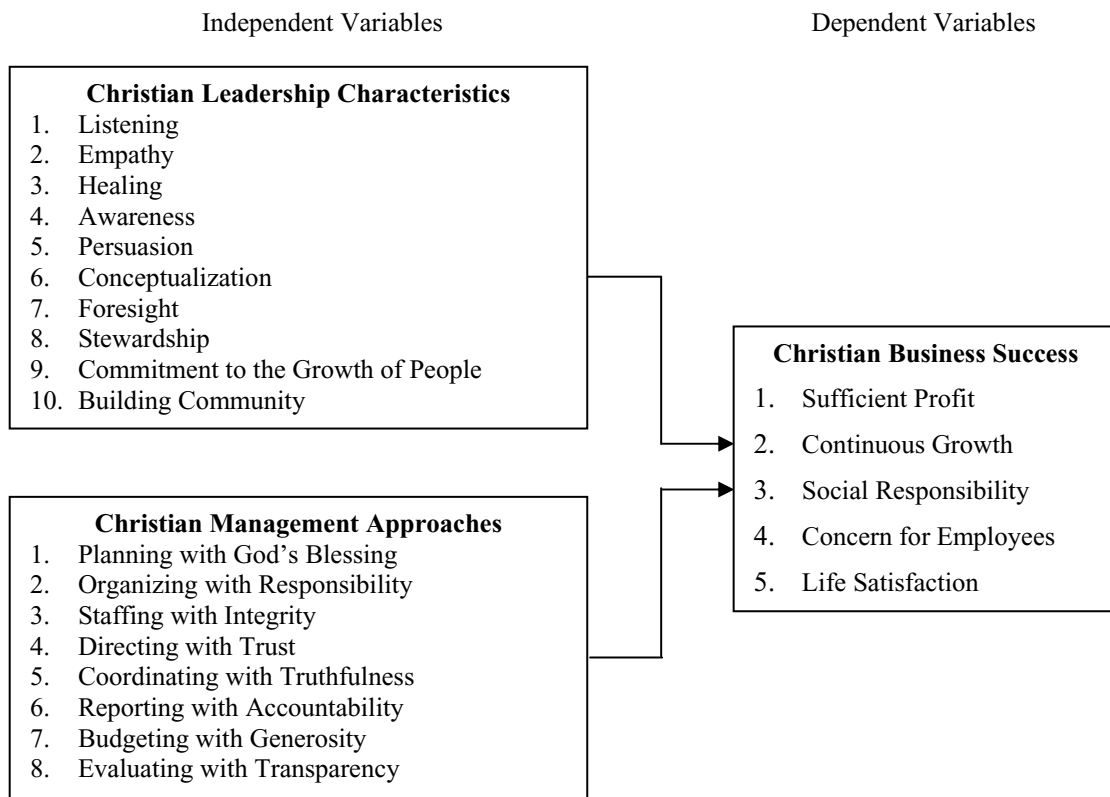 Independent Variables
Dependent Variables
Christian Leadership Characteristics
1. Listening
2. Empathy
3. Healing
4. Awareness
5. Persuasion
6. Conceptualization
7. Foresight
8. Stewardship
9. Commitment to the Growth of People
10. Building Community
Christian Management Approaches
1. Planning with God’s Blessing
2. Organizing with Responsibility
3. Staffing with Integrity
4. Directing with Trust
5. Coordinating with Truthfulness
6. Reporting with Accountability
7. Budgeting with Generosity
8. Evaluating with Transparency
Christian Business Success
1. Sufficient Profit
2. Continuous Growth
3. Social Responsibility
4. Concern for Employees
5. Life Satisfaction